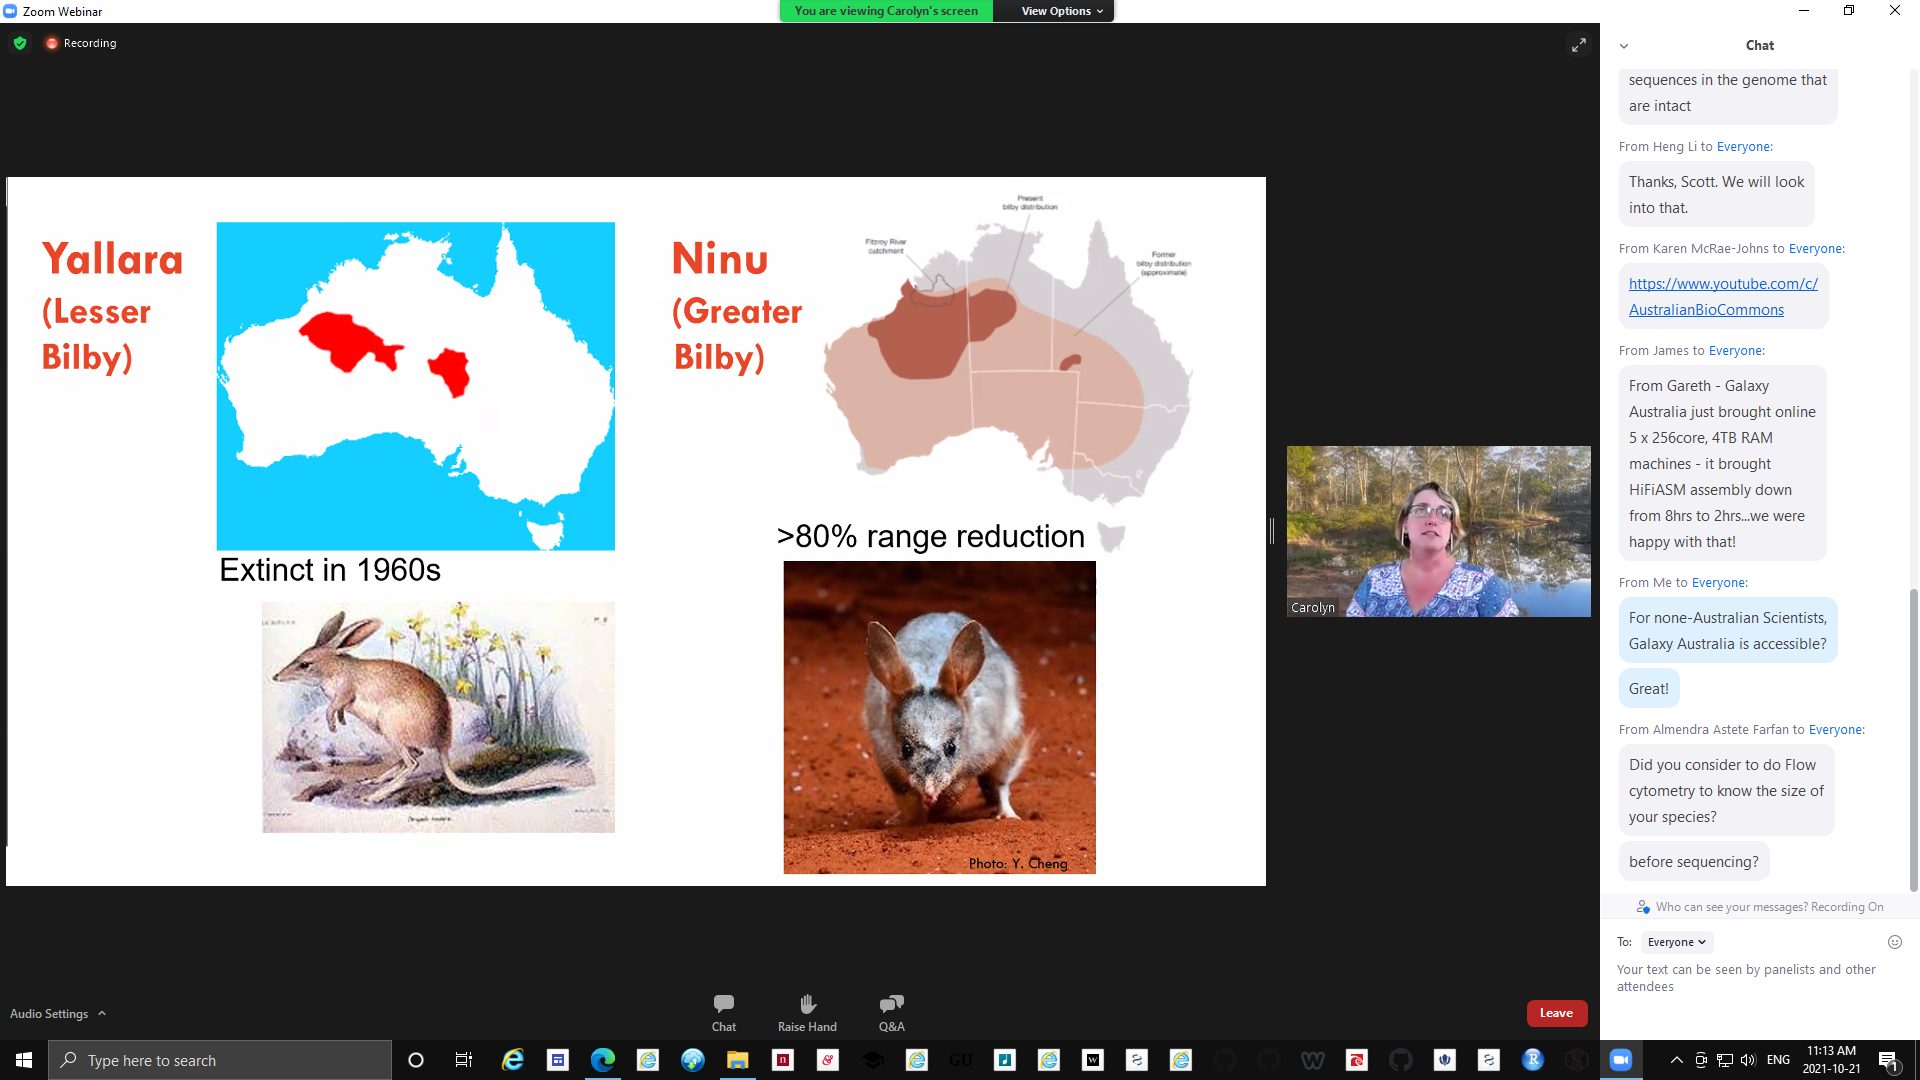 Zoom Webinar
You are viewing Carolyn's screen
View Options
Recording
Yallara
(Lesser
Bilby)
Extinct in 1960s
Ninu
(Greater
Bilby)
Present
bilby distribution
Fitzroy River
catchment
Former
bilby distribution
(approximate)
>80% range reduction
Photo: Y. Cheng
Carolyn
Chat
sequences in the genome that
are intact
From Heng Li to Everyone:
Thanks, Scott. We will look
into that.
From Karen McRae-Johns to Everyone:
https://www.youtube.com/c/
AustralianBioCommons
From James to Everyone:
From Gareth - Galaxy
Australia just brought online
5 x 256core, 4TB RAM
machines - it brought
HiFiASM assembly down
from 8hrs to 2hrs...we were
happy with that!
From Me to Everyone:
For none-Australian Scientists,
Galaxy Australia is accessible?
Great!
From Almendra Astete Farfan to Everyone:
Did you consider to do Flow
cytometry to know the size of
your species?
before sequencing?
Who can see your messages? Recording On
To: Everyone
Your text can be seen by panelists and other
attendees
Audio Settings
Chat
Raise Hand
Q&A
Leave
Type here to search
GU
ENG
11:13 AM
2021-10-21
1